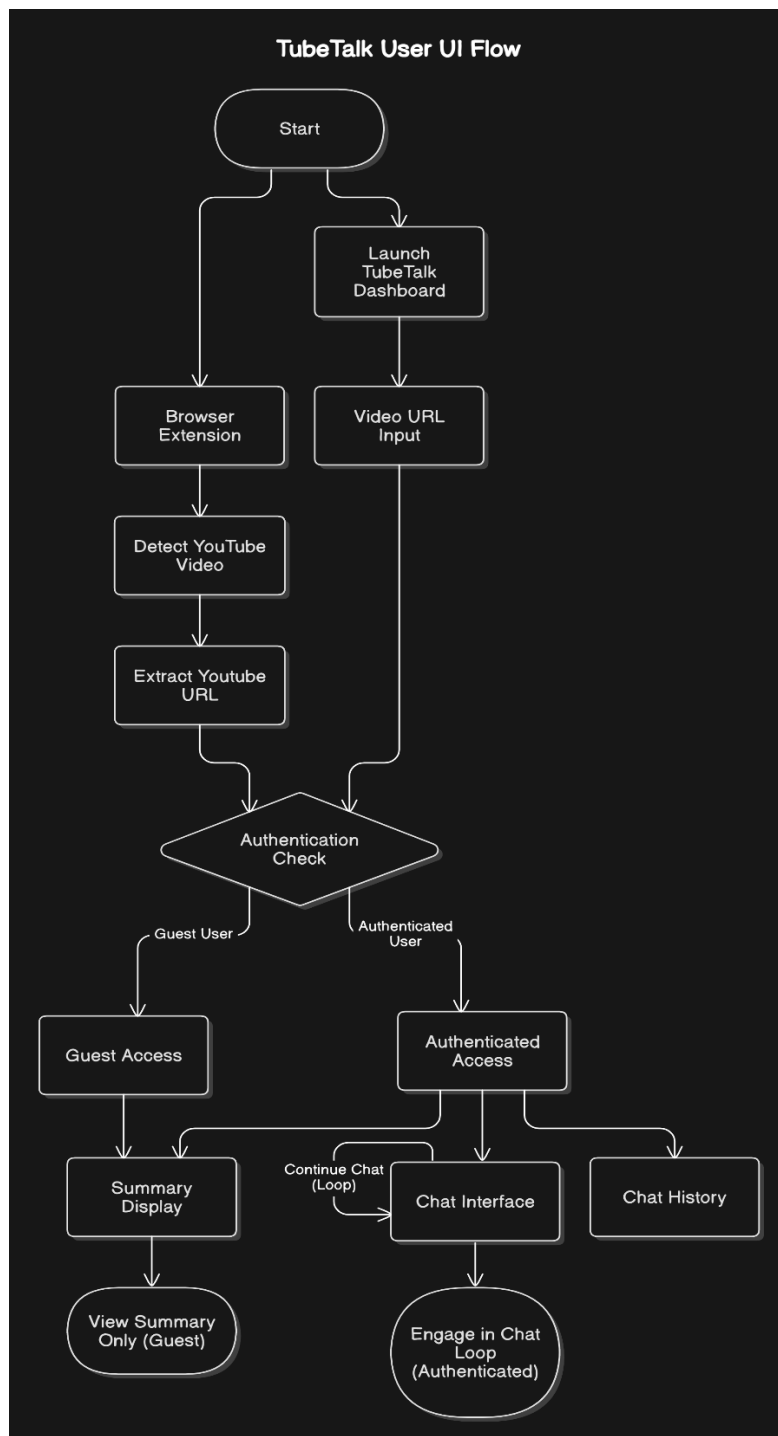 TubeTalk User UI Flow
Start
Launch
TubeTalk
Dashboard
Browser
Extension
Video URL
Input
Detect YouTube
Video
Extract Youtube
URL
Authentication
Check
Guest User
Authenticated
User
Guest Access
Authenticated
Access
Continue Chat
(Loop)
Summary
Display
Chat Interface
Chat History
View Summary
Only (Guest)
Engage in Chat
Loop
(Authenticated)